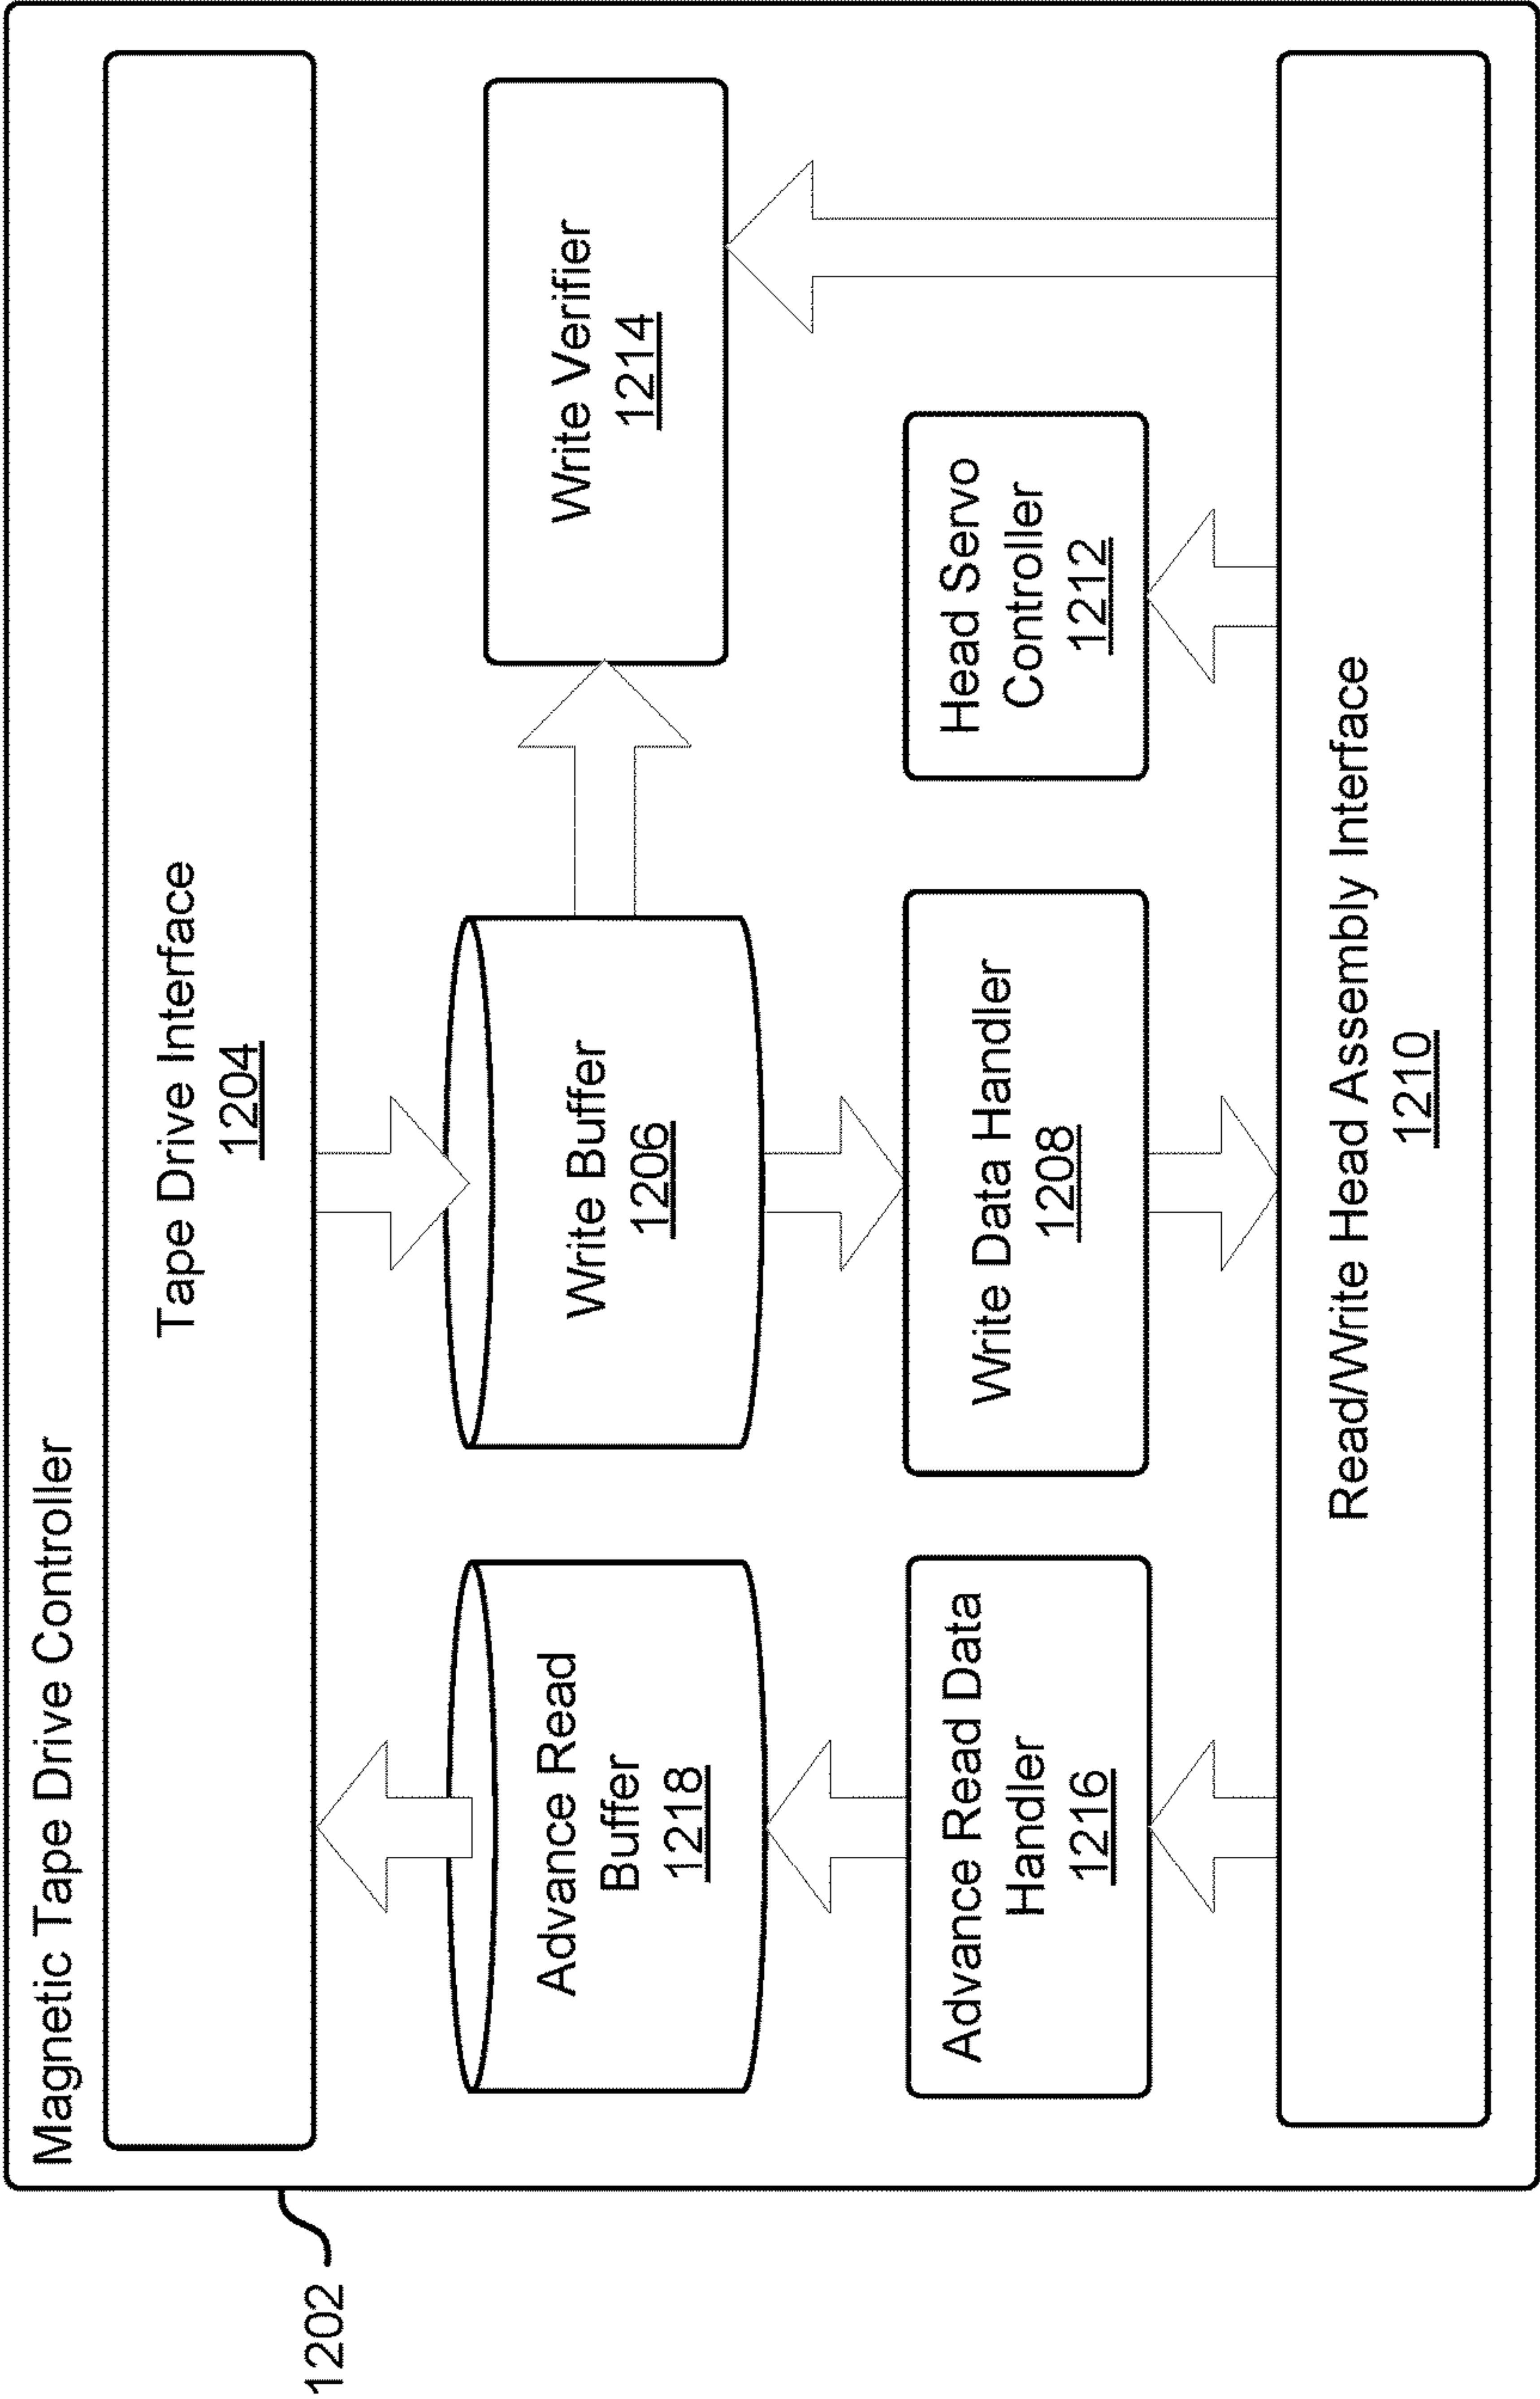 Magnetic Tape Drive Controller
Tape Drive Interface
1204
Advance Read
Buffer
1218
Write Buffer
1206
Write Verifier
1214
Advance Read Data
Handler
1216
Write Data Handler
1208
Head Servo
Controller
1212
Read/Write Head Assembly Interface
1210
1202